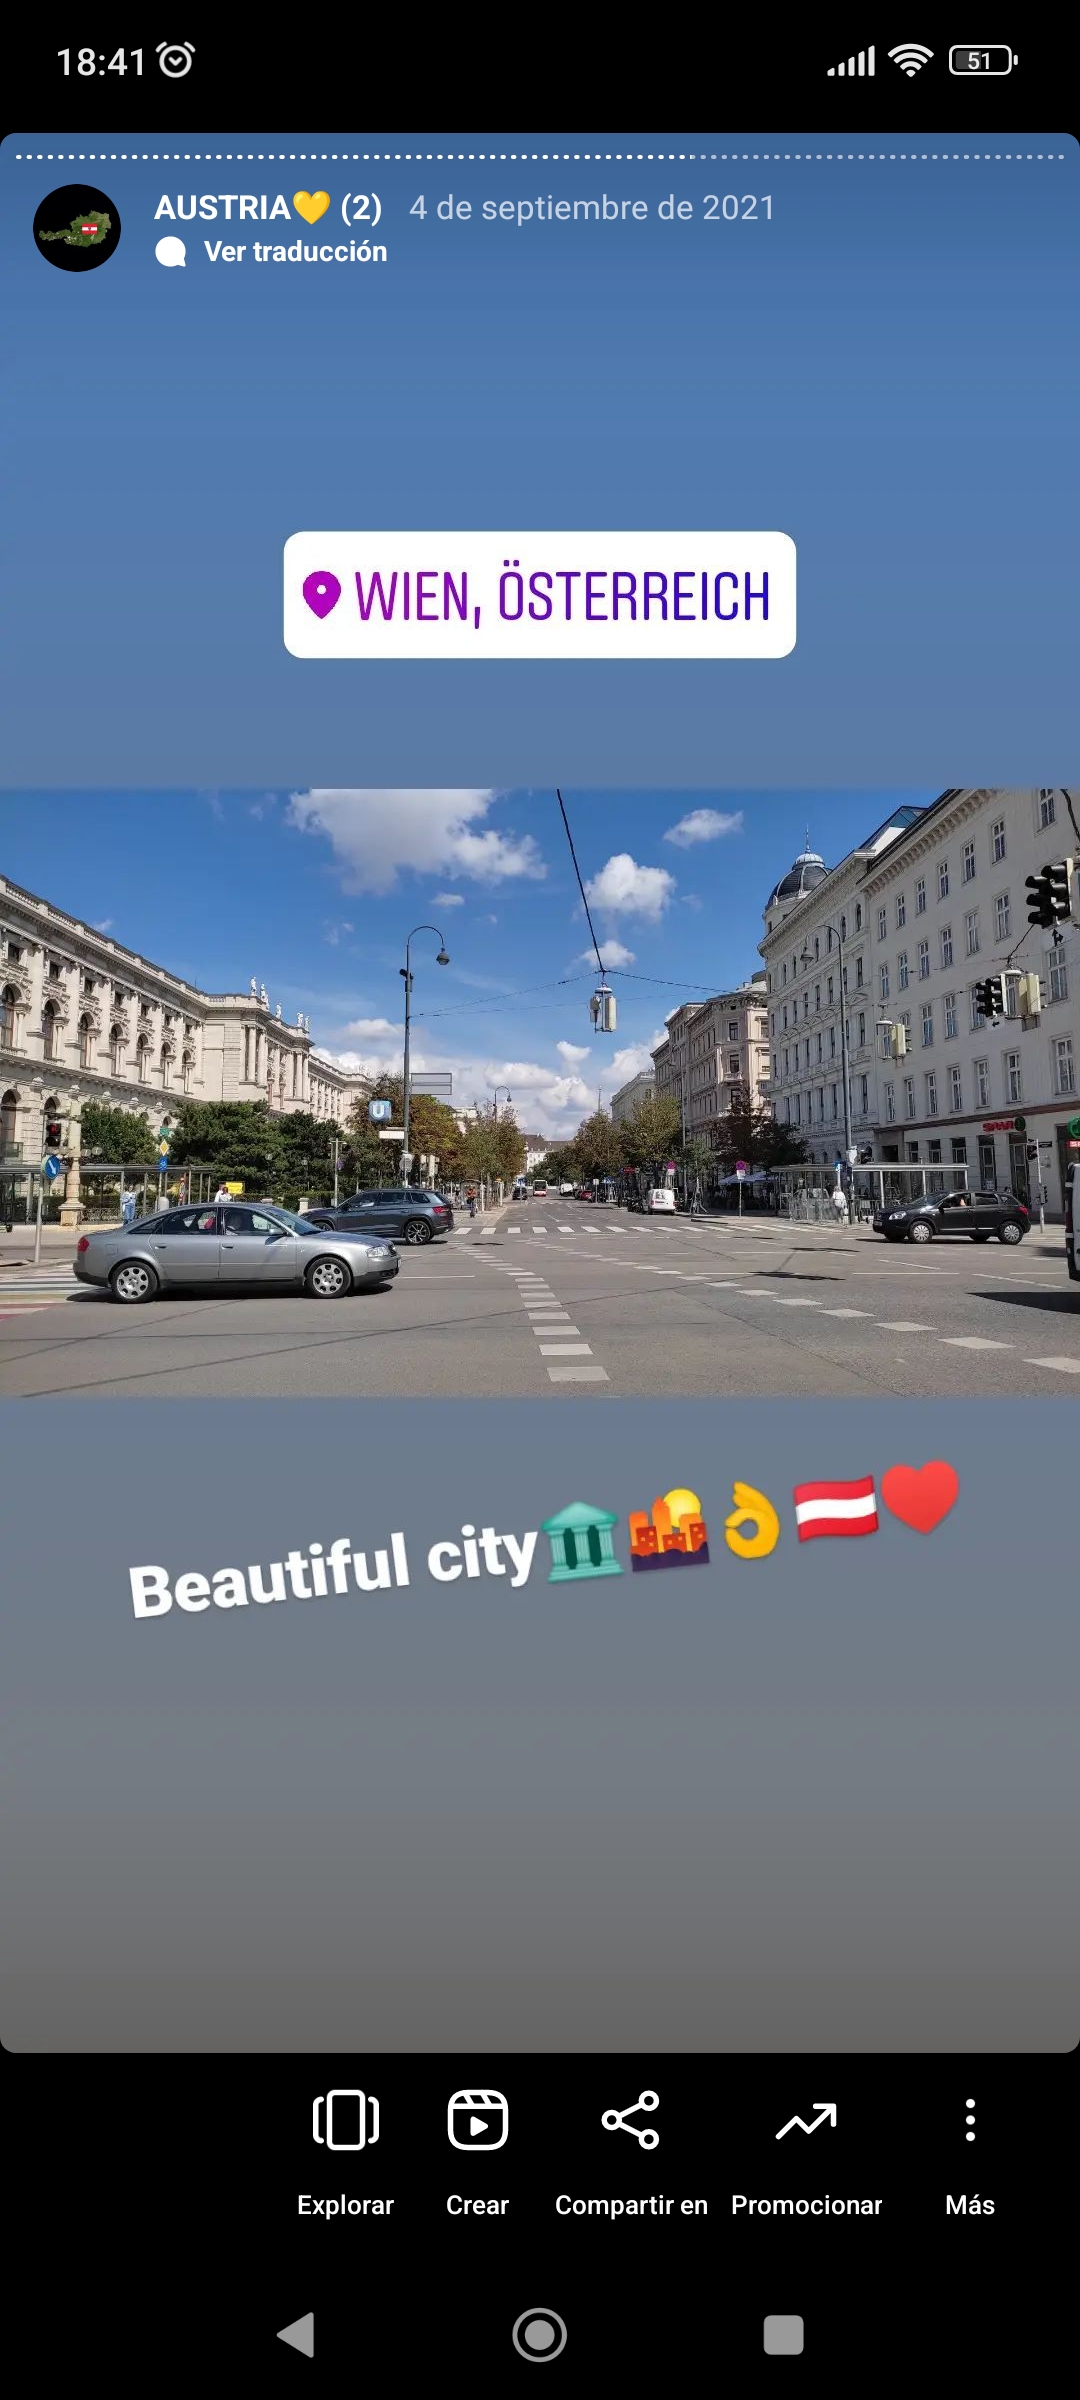 18:41
51
AUSTRIA💛 (2) 4 de septiembre de 2021
Ver traducción
WIEN, ÖSTERREICH
U
SPAR
Beautiful city🏛️🌇👌🇦🇹❤️
Explorar Crear Compartir en Promocionar Más